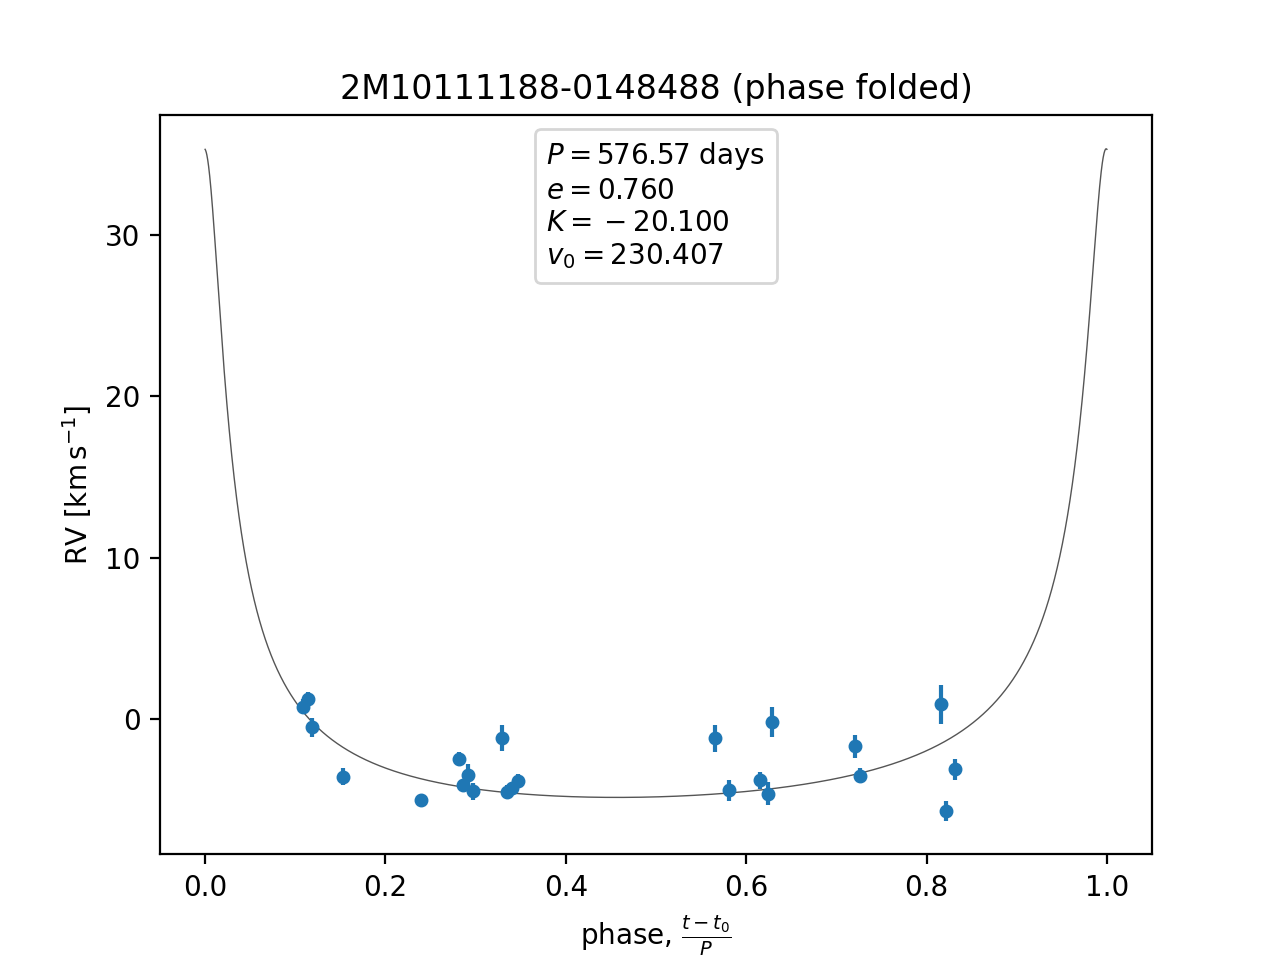 2M10111188-0148488 (phase folded)
P = 576.57 days
e = 0.760
K = − 20.100
v₀ = 230.407
30
20
10
0
RV [km s⁻¹]
0.0 0.2 0.4 0.6 0.8 1.0
phase, (t − t₀)/P